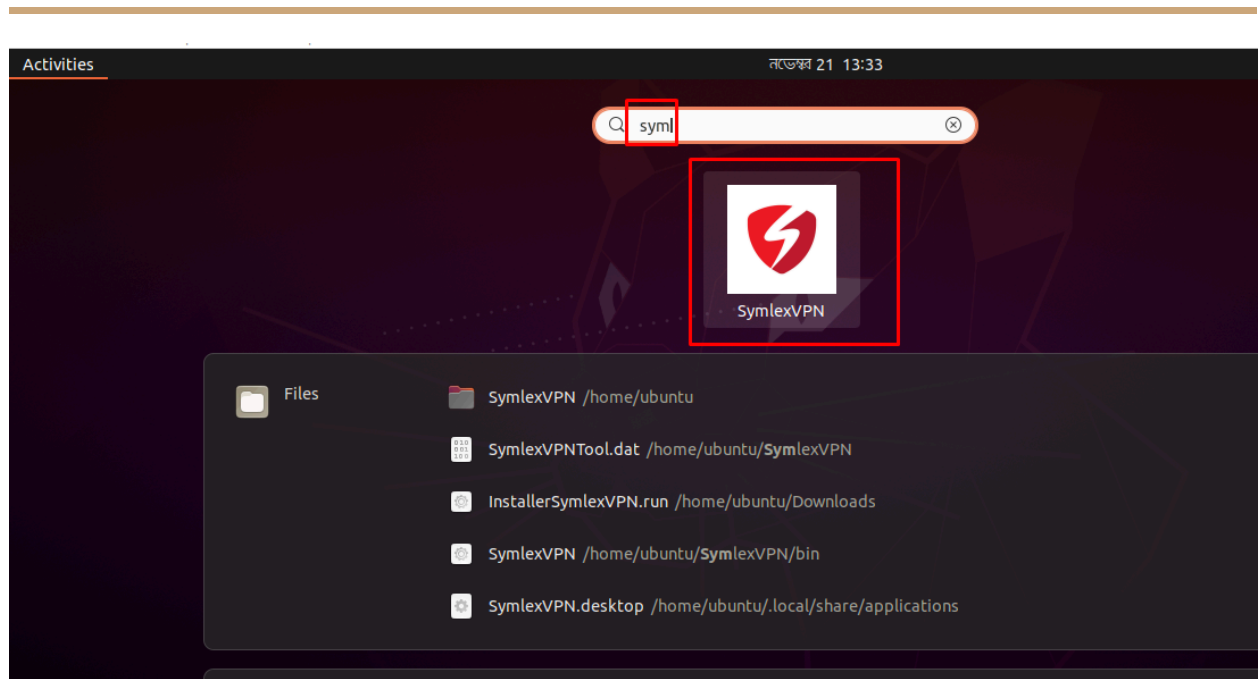 Activities
নভেম্বর 21 13:33
syml
SymlexVPN
Files
SymlexVPN /home/ubuntu
SymlexVPNTool.dat /home/ubuntu/SymlexVPN
InstallerSymlexVPN.run /home/ubuntu/Downloads
SymlexVPN /home/ubuntu/SymlexVPN/bin
SymlexVPN.desktop /home/ubuntu/.local/share/applications